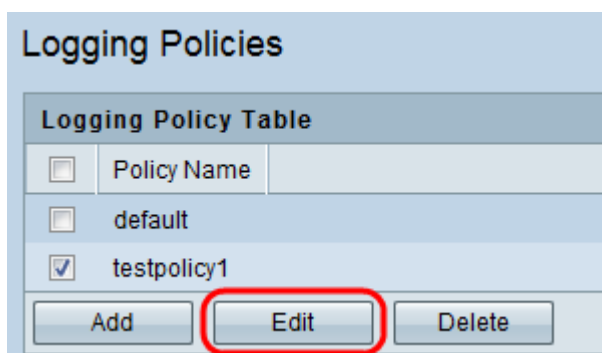 Logging Policies
Logging Policy Table
Policy Name
default
testpolicy1
Add Edit Delete